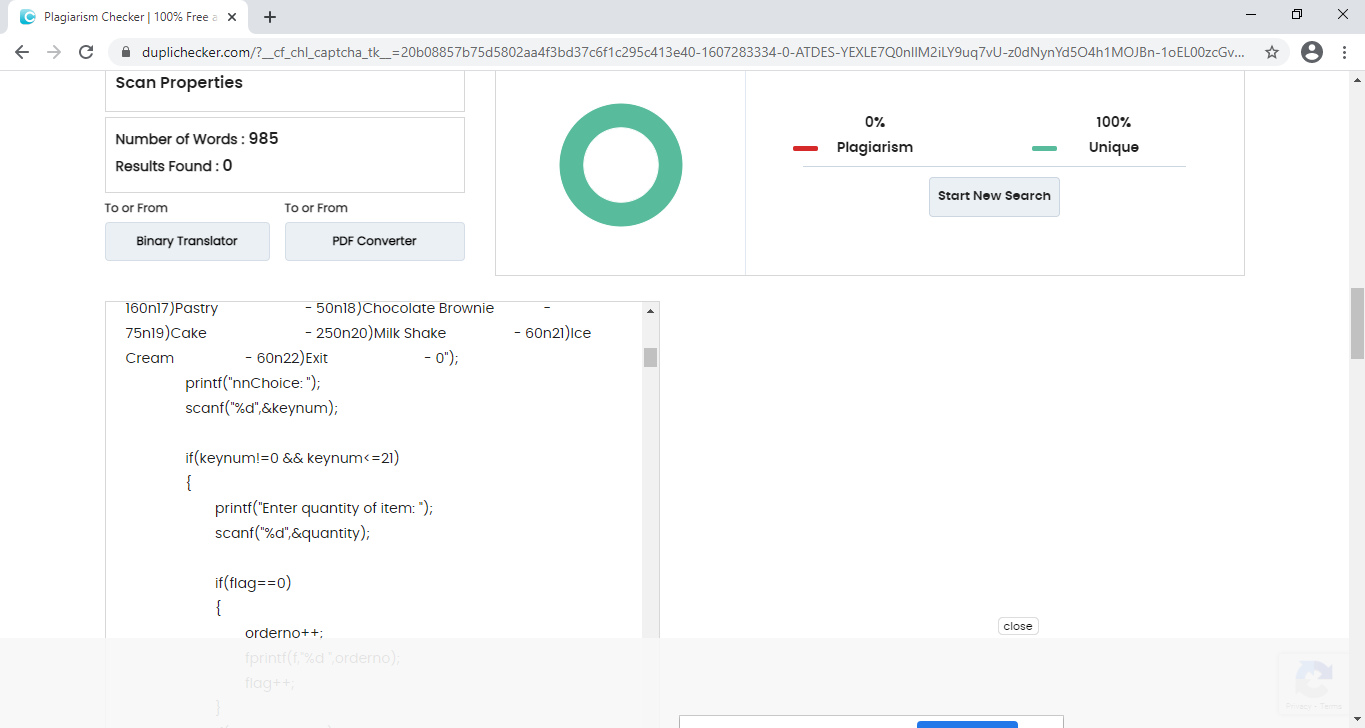 Plagiarism Checker | 100% Free a
duplichecker.com/?__cf_chl_captcha_tk__=20b08857b75d5802aa4f3bd37c6f1c295c413e40-1607283334-0-ATDES-YEXLE7Q0nIIM2iLY9uq7vU-z0dNynYd5O4h1MOJBn-1oEL00zcGv...
Scan Properties
Number of Words : 985
Results Found : 0
To or From
To or From
Binary Translator
PDF Converter
0%
100%
Plagiarism
Unique
Start New Search
160n17)Pastry - 50n18)Chocolate Brownie -
75n19)Cake - 250n20)Milk Shake - 60n21)Ice
Cream - 60n22)Exit - 0");
printf("nnChoice: ");
scanf("%d",&keynum);
if(keynum!=0 && keynum<=21)
{
printf("Enter quantity of item: ");
scanf("%d",&quantity);
if(flag==0)
{
orderno++;
fprintf(f,"%d ",orderno);
flag++;
}
close
Privacy - Terms